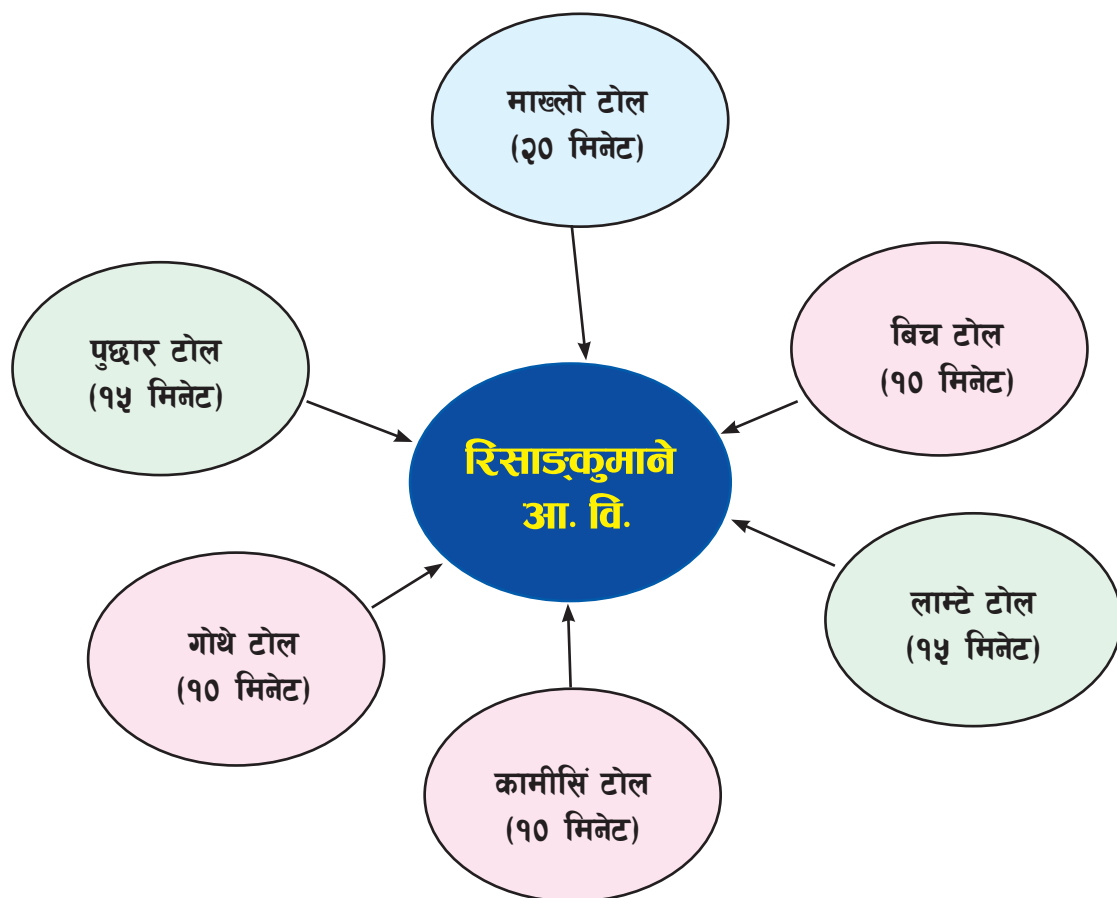 माख्लो टोल
(२० मिनेट)
पुछार टोल
(१५ मिनेट)
बिच टोल
(१० मिनेट)
रिसाङ्कुमाने
आ. वि.
गोथे टोल
(१० मिनेट)
लाम्टे टोल
(१५ मिनेट)
कामीसिं टोल
(१० मिनेट)